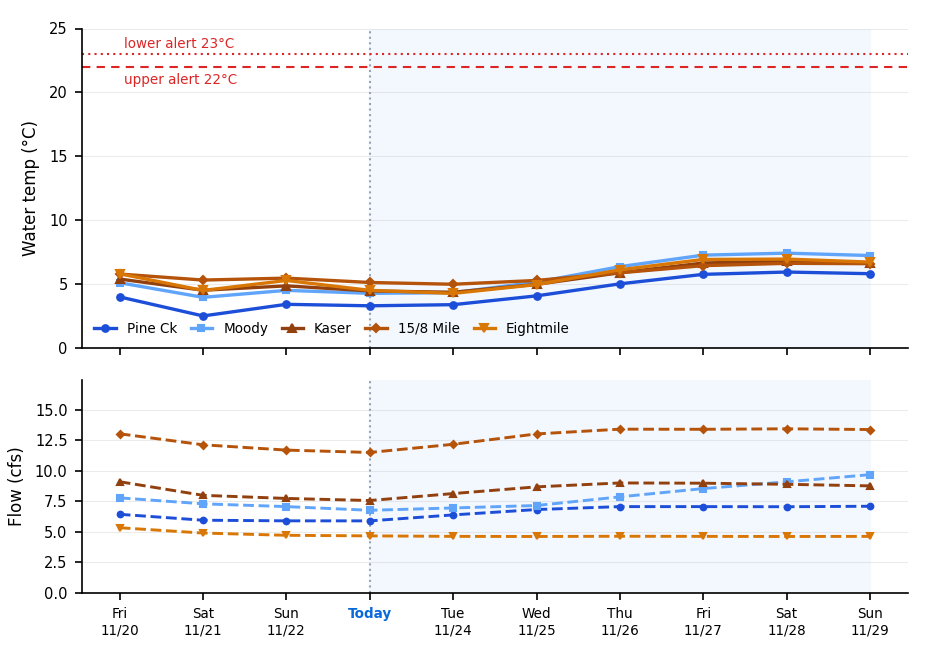 25
lower alert 23°C
upper alert 22°C
20
15
10
5
0
Water temp (°C)
Pine Ck Moody Kaser 15/8 Mile Eightmile
15.0
12.5
10.0
7.5
5.0
2.5
0.0
Flow (cfs)
Fri Sat Sun Today Tue Wed Thu Fri Sat Sun
11/20 11/21 11/22 11/24 11/25 11/26 11/27 11/28 11/29